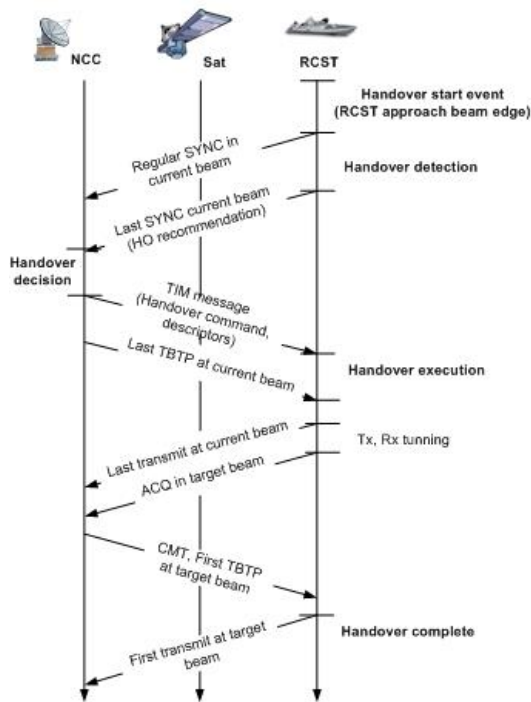 NCC
Sat
RCST
Handover start event
(RCST approach beam edge)
Regular SYNC in
current beam
Handover detection
Last SYNC current beam
(HO recommendation)
Handover
decision
TIM message
(Handover command,
descriptors)
Last TBTP at current beam
Handover execution
Last transmit at current beam
Tx, Rx tunning
ACQ in target beam
CMT, First TBTP
at target beam
Handover complete
First transmit at target
beam